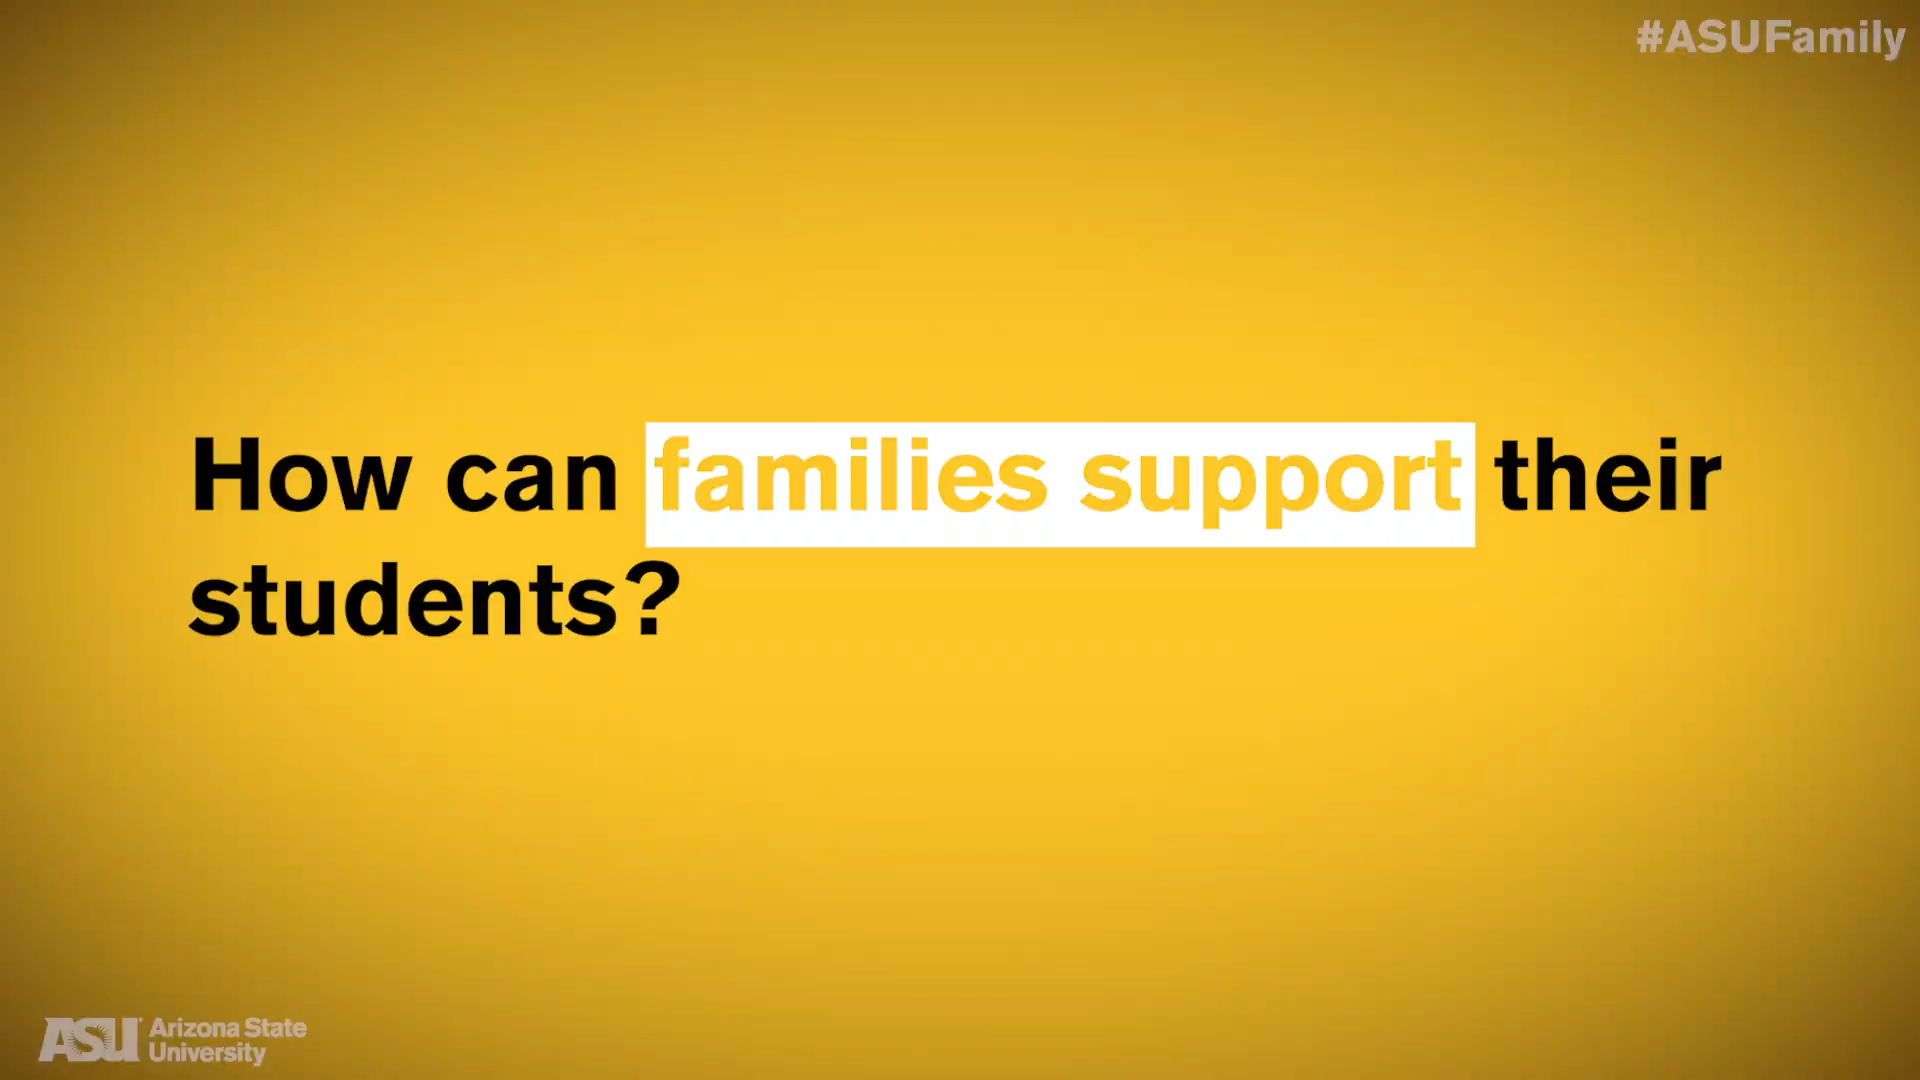 #ASUFamily
How can families support their
students?
ASU Arizona State
University